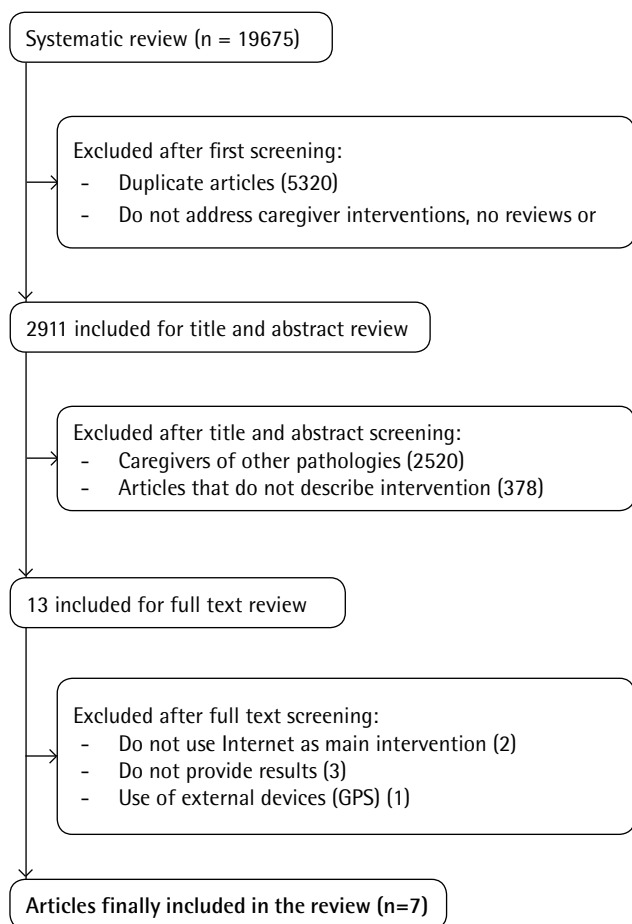 Systematic review (n = 19675)
Excluded after first screening:
- Duplicate articles (5320)
- Do not address caregiver interventions, no reviews or
2911 included for title and abstract review
Excluded after title and abstract screening:
- Caregivers of other pathologies (2520)
- Articles that do not describe intervention (378)
13 included for full text review
Excluded after full text screening:
- Do not use Internet as main intervention (2)
- Do not provide results (3)
- Use of external devices (GPS) (1)
Articles finally included in the review (n=7)